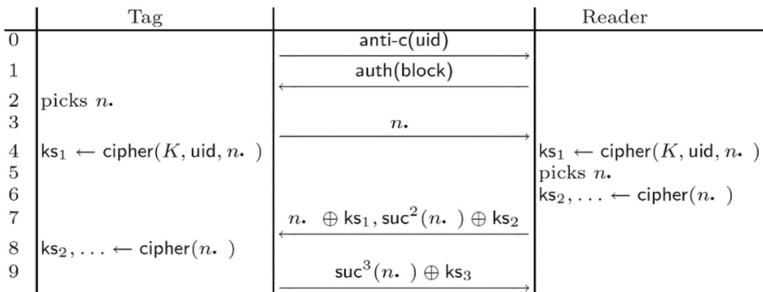 Tag Reader
0 anti-c(uid)
1 auth(block)
2 picks n.
3 n.
4 ks₁ ← cipher(K, uid, n. ) ks₁ ← cipher(K, uid, n. )
5 picks n.
6 ks₂, . . . ← cipher(n. )
7 n. ⊕ ks₁, suc²(n. ) ⊕ ks₂
8 ks₂, . . . ← cipher(n. )
9 suc³(n. ) ⊕ ks₃